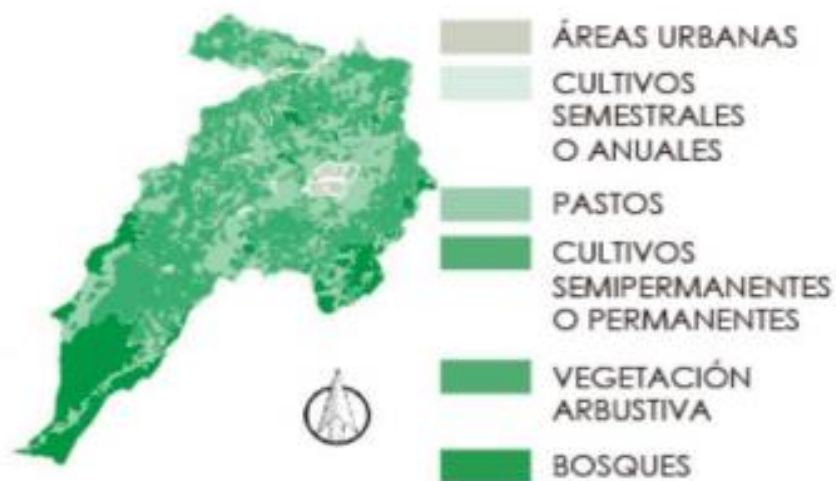 ÁREAS URBANAS
CULTIVOS
SEMESTRALES
O ANUALES
PASTOS
CULTIVOS
SEMIPERMANENTES
O PERMANENTES
VEGETACIÓN
ARBUSTIVA
BOSQUES